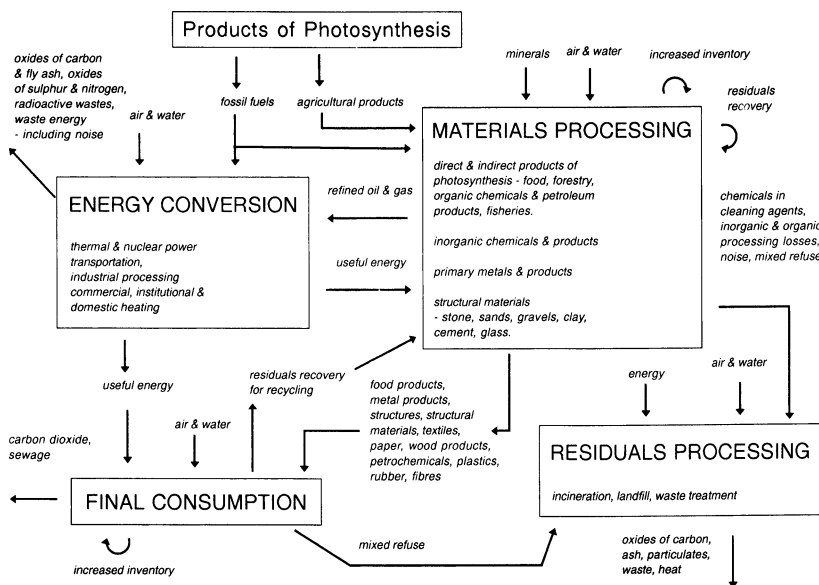 Products of Photosynthesis
oxides of carbon
& fly ash, oxides
of sulphur & nitrogen,
radioactive wastes,
waste energy
- including noise
air & water
fossil fuels
agricultural products
minerals
air & water
increased inventory
residuals
recovery
MATERIALS PROCESSING
direct & indirect products of
photosynthesis - food, forestry,
organic chemicals & petroleum
products, fisheries.
inorganic chemicals & products
primary metals & products
structural materials
- stone, sands, gravels, clay,
cement, glass.
ENERGY CONVERSION
thermal & nuclear power
transportation,
industrial processing
commercial, institutional &
domestic heating
refined oil & gas
useful energy
chemicals in
cleaning agents,
inorganic & organic
processing losses,
noise, mixed refuse
useful energy
residuals recovery
for recycling
food products,
metal products,
structures, structural
materials, textiles,
paper, wood products,
petrochemicals, plastics,
rubber, fibres
energy
air & water
carbon dioxide,
sewage
air & water
RESIDUALS PROCESSING
incineration, landfill, waste treatment
FINAL CONSUMPTION
increased inventory
mixed refuse
oxides of carbon,
ash, particulates,
waste, heat